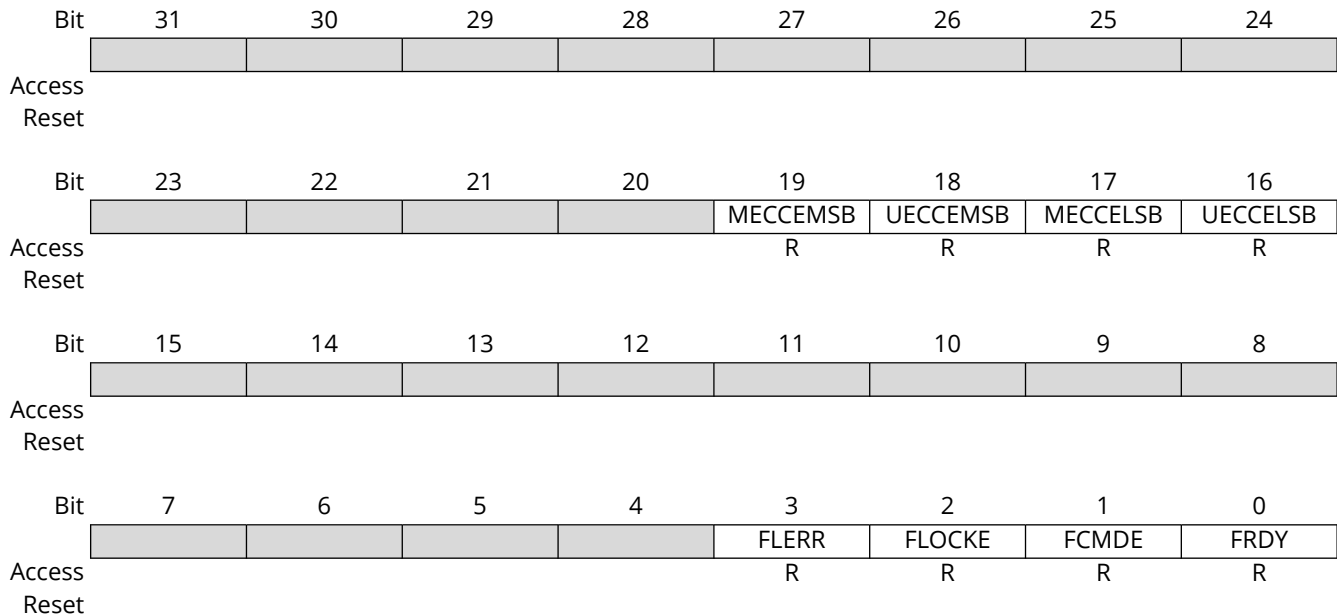 Bit 31 30 29 28 27 26 25 24
Access
Reset
Bit 23 22 21 20 19 18 17 16
MECCEMSB UECCEMSB MECCELSB UECCELSB
Access R R R R
Reset
Bit 15 14 13 12 11 10 9 8
Access
Reset
Bit 7 6 5 4 3 2 1 0
FLERR FLOCKE FCMDE FRDY
Access R R R R
Reset